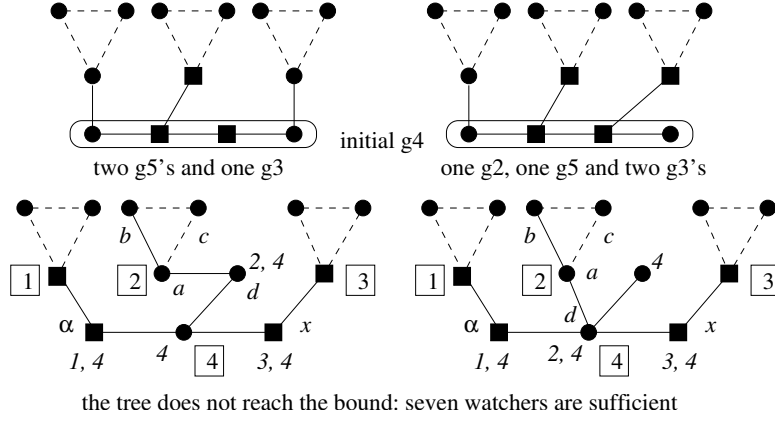 initial g4
two g5's and one g3
one g2, one g5 and two g3's
b c b c
2, 4 4
1 2 a d 3 1 2 a 3
α x α d x
1, 4 4 4 3, 4 1, 4 2, 4 4 3, 4
the tree does not reach the bound: seven watchers are sufficient